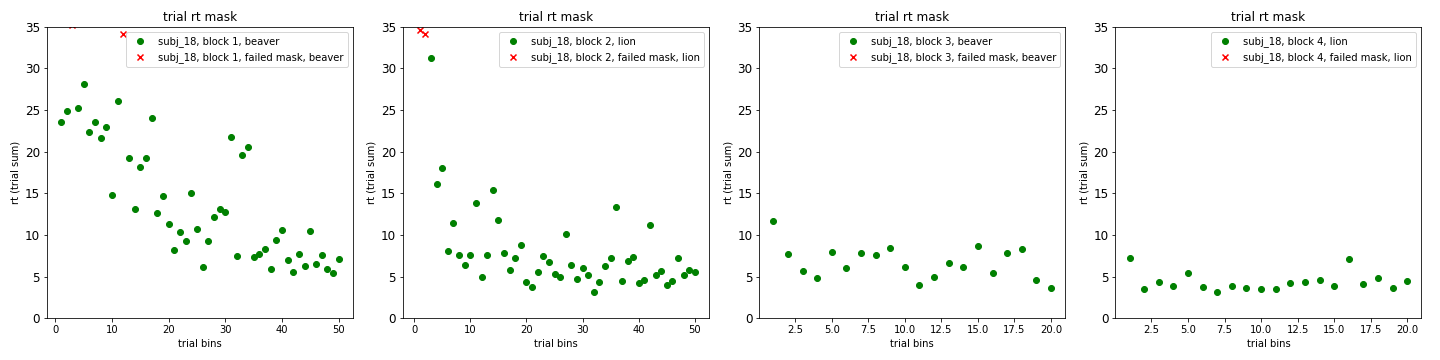 trial rt mask
subj_18, block 1, beaver
subj_18, block 1, failed mask, beaver
rt (trial sum)
35
30
25
20
15
10
5
0
0 10 20 30 40 50
trial bins
trial rt mask
subj_18, block 2, lion
subj_18, block 2, failed mask, lion
rt (trial sum)
35
30
25
20
15
10
5
0
0 10 20 30 40 50
trial bins
trial rt mask
subj_18, block 3, beaver
subj_18, block 3, failed mask, beaver
rt (trial sum)
35
30
25
20
15
10
5
0
2.5 5.0 7.5 10.0 12.5 15.0 17.5 20.0
trial bins
trial rt mask
subj_18, block 4, lion
subj_18, block 4, failed mask, lion
rt (trial sum)
35
30
25
20
15
10
5
0
2.5 5.0 7.5 10.0 12.5 15.0 17.5 20.0
trial bins